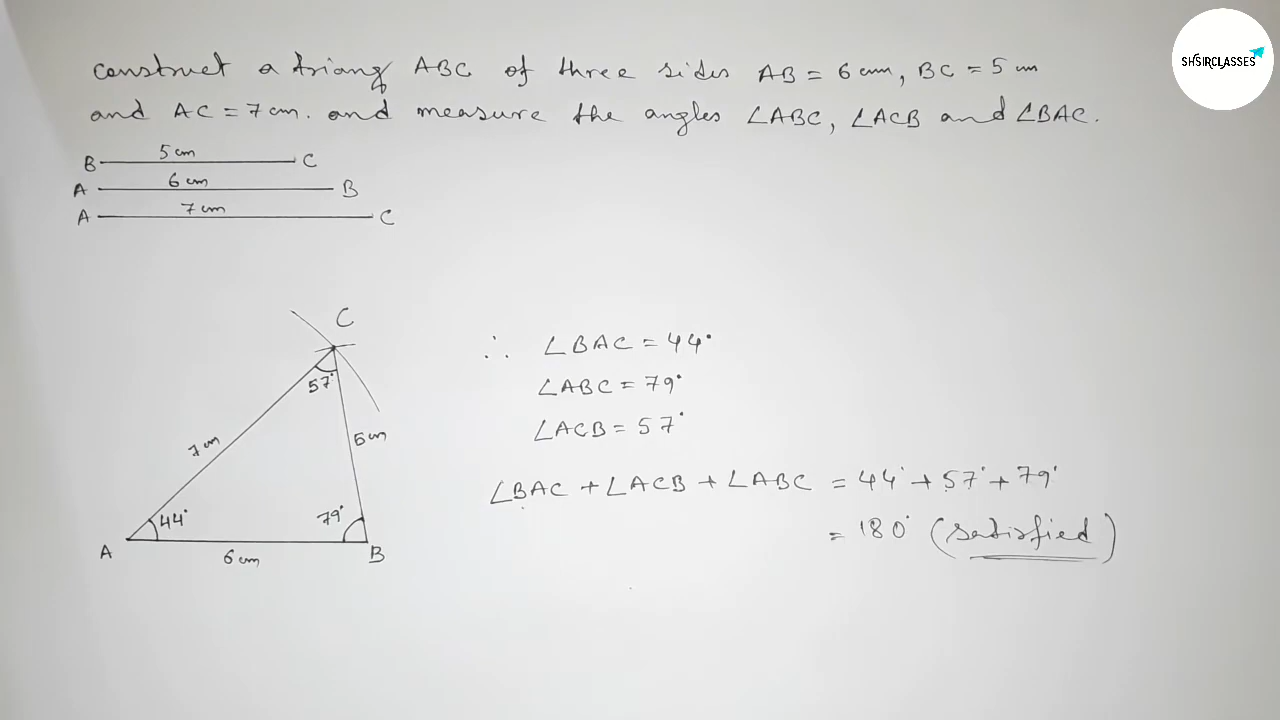 construct a triang ABC of three sides AB = 6 cm, BC = 5 cm
and AC = 7 cm. and measure the angles ∠ABC, ∠ACB and ∠BAC.
SHSIRCLASSES
B 5 cm C
A 6 cm B
A 7 cm C
C
57°
7 cm
5 cm
44°
79°
A
6 cm
B
∴ ∠BAC = 44°
∠ABC = 79°
∠ACB = 57°
∠BAC + ∠ACB + ∠ABC = 44° + 57° + 79°
= 180° (satisfied)